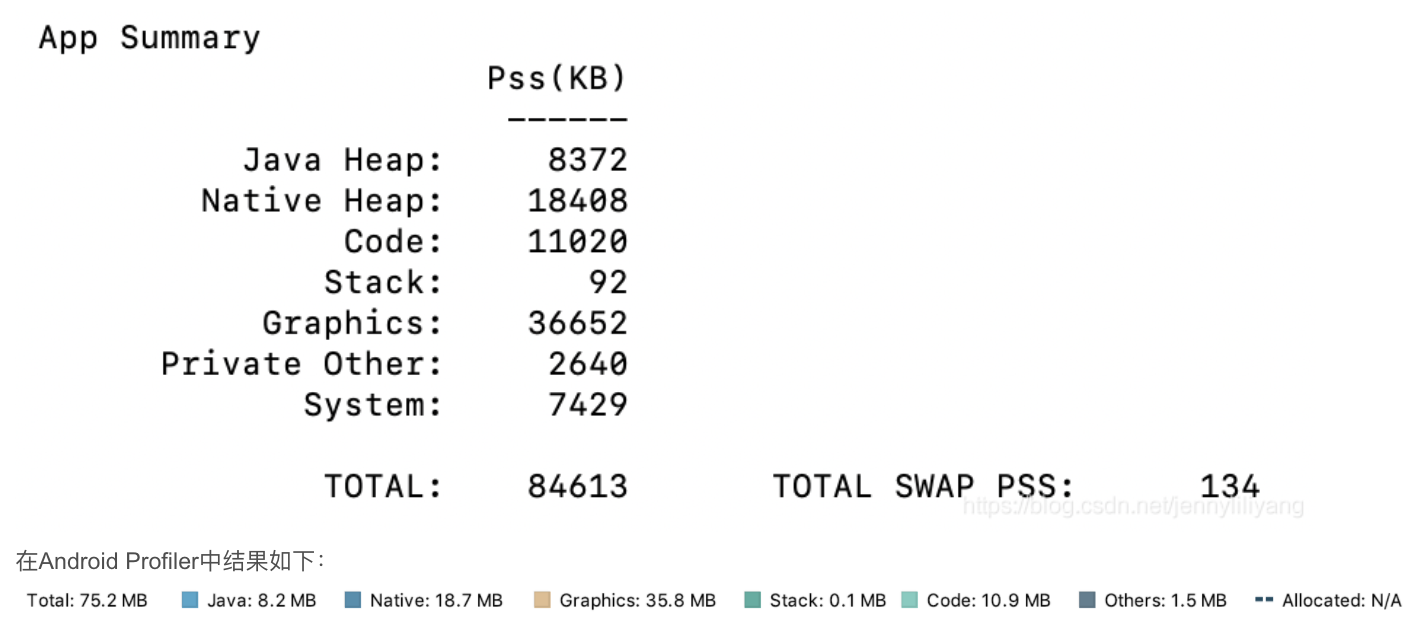 App Summary
Pss(KB)
------
Java Heap: 8372
Native Heap: 18408
Code: 11020
Stack: 92
Graphics: 36652
Private Other: 2640
System: 7429
TOTAL: 84613 TOTAL SWAP PSS: 134
https://blog.csdn.net/jennyliliyang
在Android Profiler中结果如下：
Total: 75.2 MB Java: 8.2 MB Native: 18.7 MB Graphics: 35.8 MB Stack: 0.1 MB Code: 10.9 MB Others: 1.5 MB Allocated: N/A